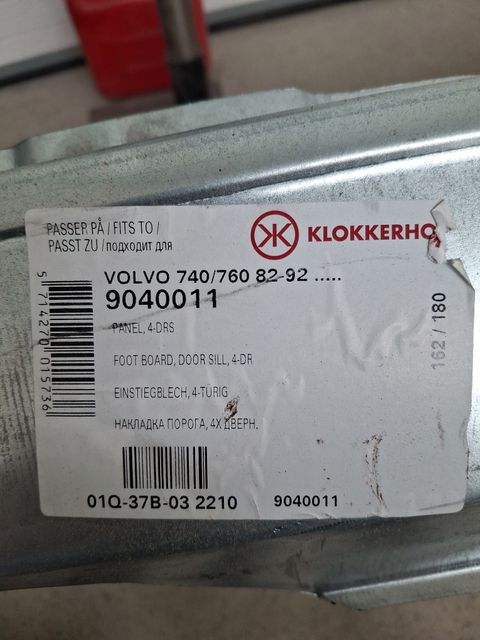 PASSER PÅ / FITS TO /
PASST ZU / подходит для
KLOKKERHO
VOLVO 740/760 82-92 .....
9040011
PANEL, 4-DRS
FOOT BOARD, DOOR SILL, 4-DR
EINSTIEGBLECH, 4-TÜRIG
НАКЛАДКА ПОРОГА, 4X ДВЕРН.
5 714270 015736
162 / 180
01Q-37B-03 2210
9040011